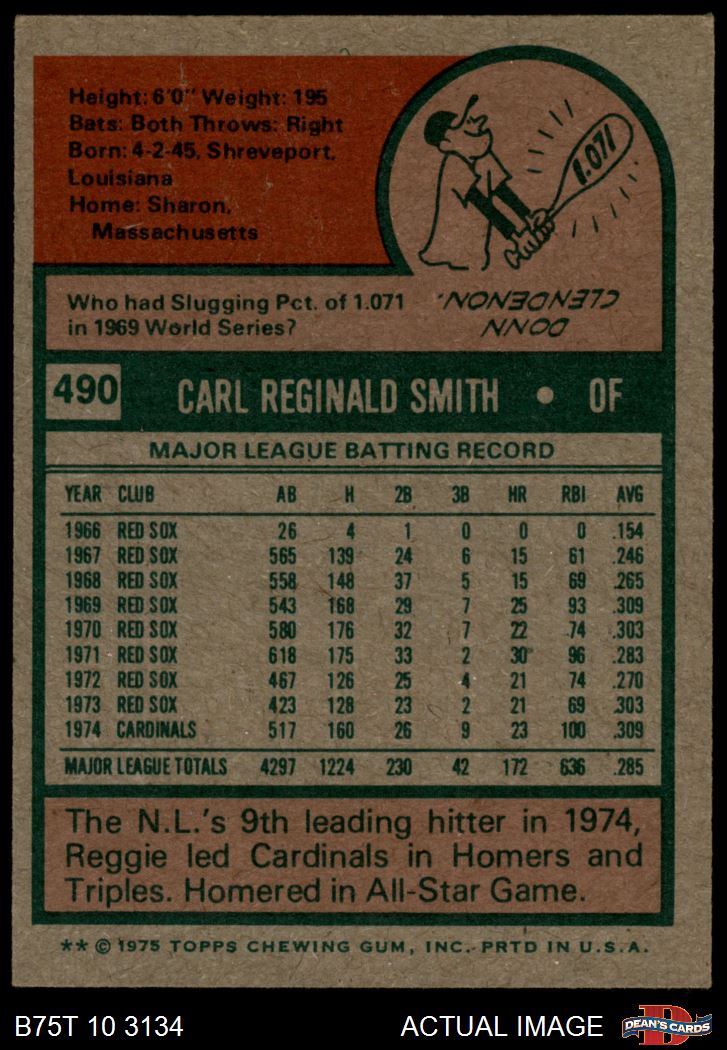 Height: 6'0" Weight: 195
Bats: Both Throws: Right
Born: 4-2-45, Shreveport,
Louisiana
Home: Sharon,
Massachusetts
1.071
Who had Slugging Pct. of 1.071
in 1969 World Series?
DONN
CLENDENON.
490 CARL REGINALD SMITH • OF
MAJOR LEAGUE BATTING RECORD
YEAR CLUB AB H 2B 3B HR RBI AVG
1966 RED SOX 26 4 1 0 0 0 .154
1967 RED SOX 565 139 24 6 15 61 .246
1968 RED SOX 558 148 37 5 15 69 .265
1969 RED SOX 543 168 29 7 25 93 .309
1970 RED SOX 580 176 32 7 22 74 .303
1971 RED SOX 618 175 33 2 30 96 .283
1972 RED SOX 467 126 25 4 21 74 .270
1973 RED SOX 423 128 23 2 21 69 .303
1974 CARDINALS 517 160 26 9 23 100 .309
MAJOR LEAGUE TOTALS 4297 1224 230 42 172 636 .285
The N.L.'s 9th leading hitter in 1974,
Reggie led Cardinals in Homers and
Triples. Homered in All-Star Game.
** © 1975 TOPPS CHEWING GUM, INC. PRTD IN U.S.A.
B75T 10 3134 ACTUAL IMAGE
D
DEAN'S CARDS